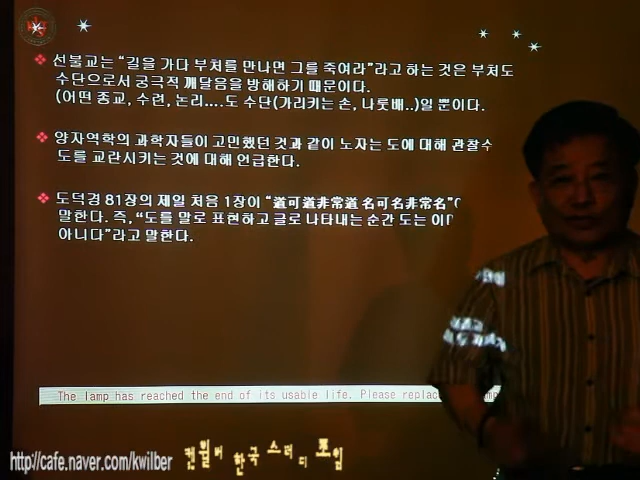 선불교는 “길을 가다 부처를 만나면 그를 죽여라”라고 하는 것은 부처도
수단으로서 궁극적 깨달음을 방해하기 때문이다.
(어떤 종교, 수련, 논리....도 수단(가리키는 손, 나룻배..)일 뿐이다.
양자역학의 과학자들이 고민했던 것과 같이 노자는 도에 대해 관찰수
도를 교란시키는 것에 대해 언급한다.
도덕경 81장의 제일 처음 1장이 “道可道非常道 名可名非常名”(
말한다. 즉, “도를 말로 표현하고 글로 나타내는 순간 도는 이미
아니다”라고 말한다.
The lamp has reached the end of its usable life. Please replac
켄윌버 한국 스터디 모임
http://cafe.naver.com/kwilber